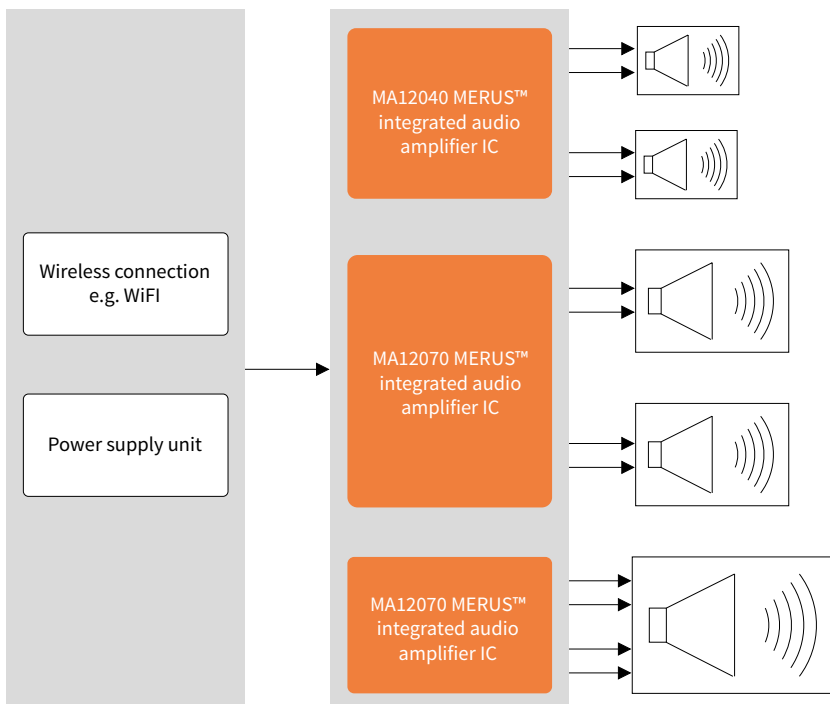 Wireless connection
e.g. WiFI
Power supply unit
MA12040 MERUS™
integrated audio
amplifier IC
MA12070 MERUS™
integrated audio
amplifier IC
MA12070 MERUS™
integrated audio
amplifier IC